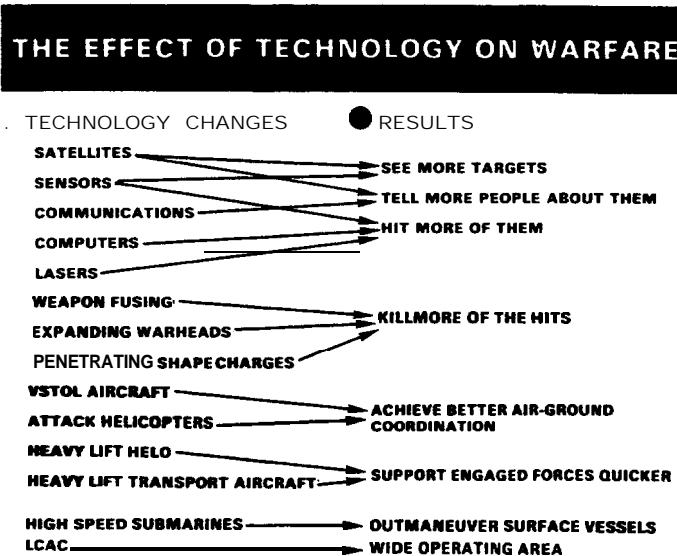 THE EFFECT OF TECHNOLOGY ON WARFARE
. TECHNOLOGY CHANGES ● RESULTS
SATELLITES
SEE MORE TARGETS
SENSORS
TELL MORE PEOPLE ABOUT THEM
COMMUNICATIONS
HIT MORE OF THEM
COMPUTERS
LASERS
WEAPON FUSING
KILLMORE OF THE HITS
EXPANDING WARHEADS
PENETRATING SHAPE CHARGES
VSTOL AIRCRAFT
ACHIEVE BETTER AIR-GROUND
COORDINATION
ATTACK HELICOPTERS
HEAVY LIFT HELO
SUPPORT ENGAGED FORCES QUICKER
HEAVY LIFT TRANSPORT AIRCRAFT
HIGH SPEED SUBMARINES OUTMANEUVER SURFACE VESSELS
LCAC WIDE OPERATING AREA